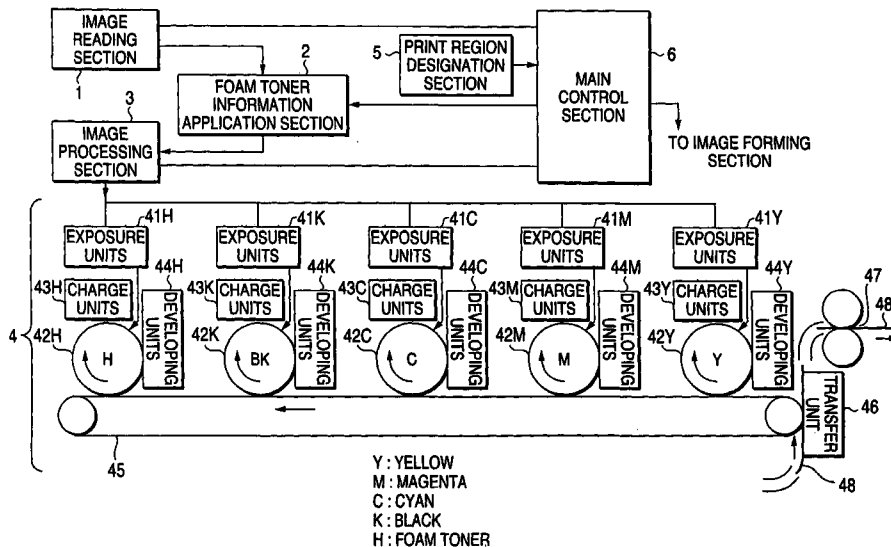 IMAGE
READING
SECTION
1
2
FOAM TONER
INFORMATION
APPLICATION SECTION
3
IMAGE
PROCESSING
SECTION
5
PRINT REGION
DESIGNATION
SECTION
6
MAIN
CONTROL
SECTION
TO IMAGE FORMING
SECTION
4
41H
EXPOSURE
UNITS
43H
CHARGE
UNITS
44H
DEVELOPING
UNITS
42H
H
41K
EXPOSURE
UNITS
43K
CHARGE
UNITS
44K
DEVELOPING
UNITS
42K
BK
41C
EXPOSURE
UNITS
43C
CHARGE
UNITS
44C
DEVELOPING
UNITS
42C
C
41M
EXPOSURE
UNITS
43M
CHARGE
UNITS
44M
DEVELOPING
UNITS
42M
M
41Y
EXPOSURE
UNITS
43Y
CHARGE
UNITS
44Y
DEVELOPING
UNITS
42Y
Y
47
48
TRANSFER
UNIT
46
45
48
Y : YELLOW
M : MAGENTA
C : CYAN
K : BLACK
H : FOAM TONER